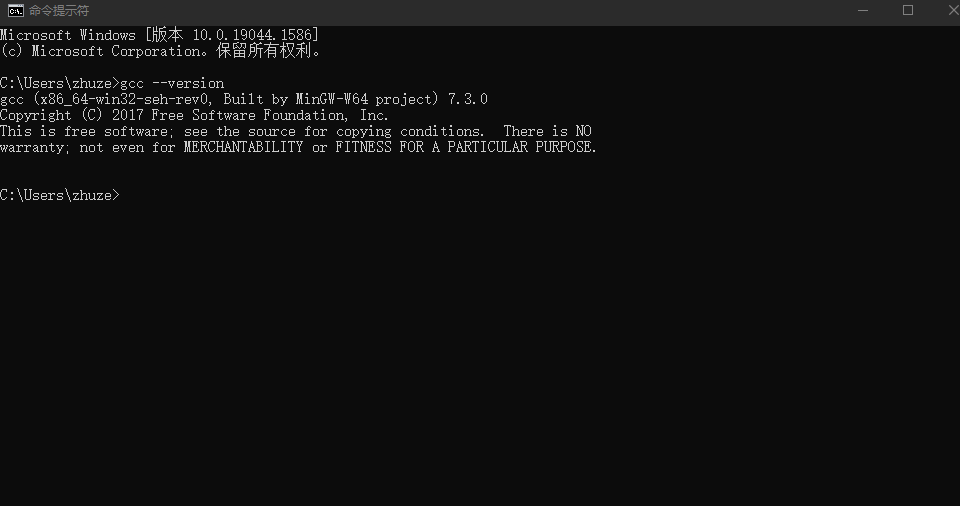 命令提示符
Microsoft Windows [版本 10.0.19044.1586]
(c) Microsoft Corporation。保留所有权利。
C:\Users\zhuze>gcc --version
gcc (x86_64-win32-seh-rev0, Built by MinGW-W64 project) 7.3.0
Copyright (C) 2017 Free Software Foundation, Inc.
This is free software; see the source for copying conditions.  There is NO
warranty; not even for MERCHANTABILITY or FITNESS FOR A PARTICULAR PURPOSE.
C:\Users\zhuze>